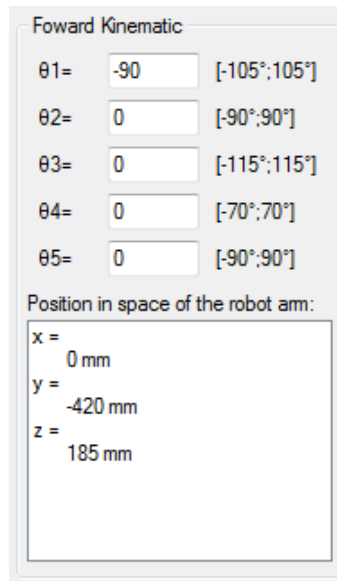 Foward Kinematic
θ1= -90 [-105°;105°]
θ2= 0 [-90°;90°]
θ3= 0 [-115°;115°]
θ4= 0 [-70°;70°]
θ5= 0 [-90°;90°]
Position in space of the robot arm:
x =
0 mm
y =
-420 mm
z =
185 mm